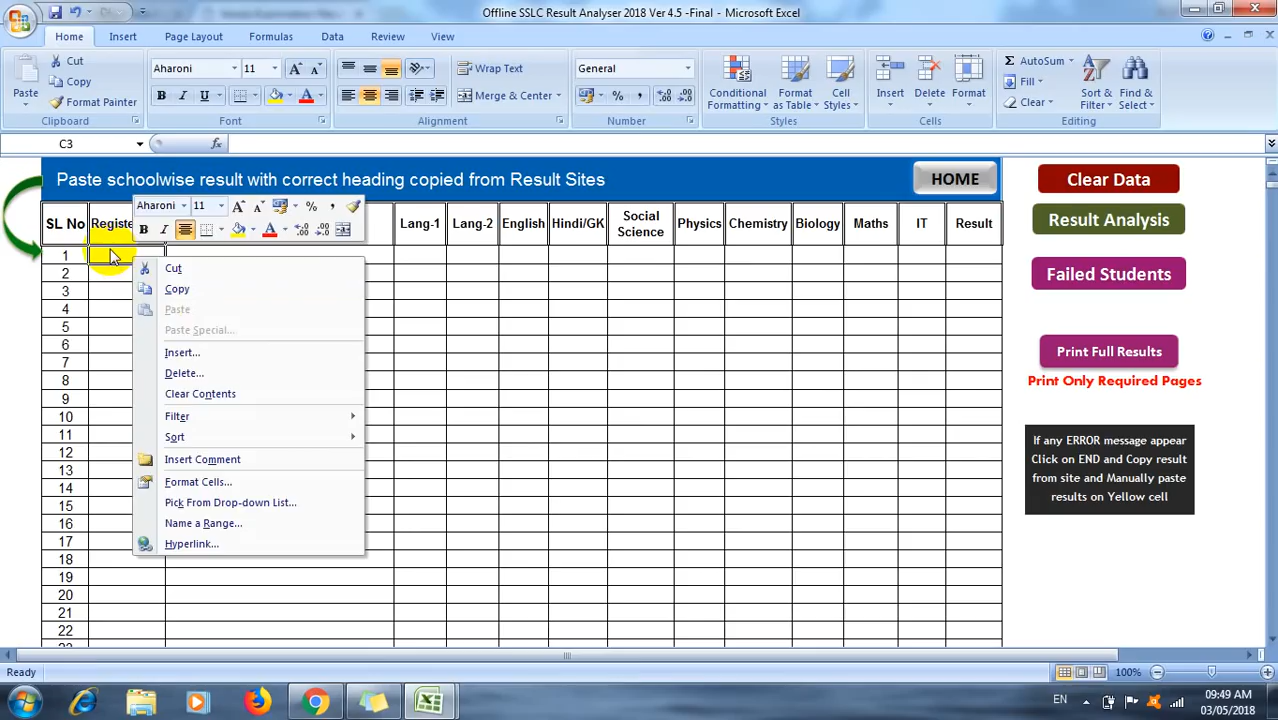 Offline SSLC Result Analyser 2018 Ver 4.5 -Final - Microsoft Excel
Home Insert Page Layout Formulas Data Review View
Paste Cut Copy Format Painter Clipboard
Aharoni 11 Font
Wrap Text Merge & Center Alignment
General Number
Conditional Formatting Format as Table Cell Styles Styles
Insert Delete Format Cells
AutoSum Fill Clear Sort & Filter Find & Select Editing
C3
Paste schoolwise result with correct heading copied from Result Sites HOME
Aharoni 11
SL No Lang-1 Lang-2 English Hindi/GK Social Science Physics Chemistry Biology Maths IT Result
1
2
3
4
5
6
7
8
9
10
11
12
13
14
15
16
17
18
19
20
21
22
Cut
Copy
Paste
Paste Special...
Insert...
Delete...
Clear Contents
Filter
Sort
Insert Comment
Format Cells...
Pick From Drop-down List...
Name a Range...
Hyperlink...
Clear Data
Result Analysis
Failed Students
Print Full Results
Print Only Required Pages
If any ERROR message appear
Click on END and Copy result
from site and Manually paste
results on Yellow cell
Ready 100%
EN 09:49 AM
03/05/2018